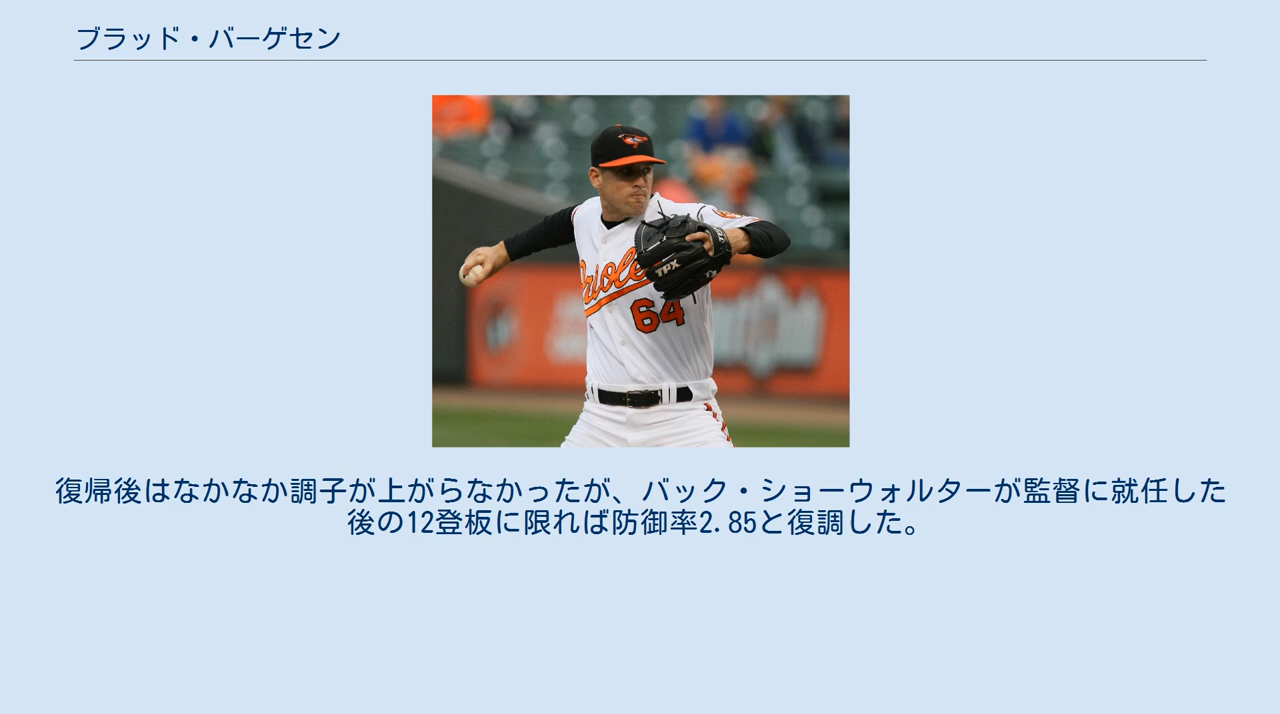 ブラッド・バーゲセン
Oriole
64
TPX
復帰後はなかなか調子が上がらなかったが、バック・ショーウォルターが監督に就任した
後の12登板に限れば防御率2.85と復調した。